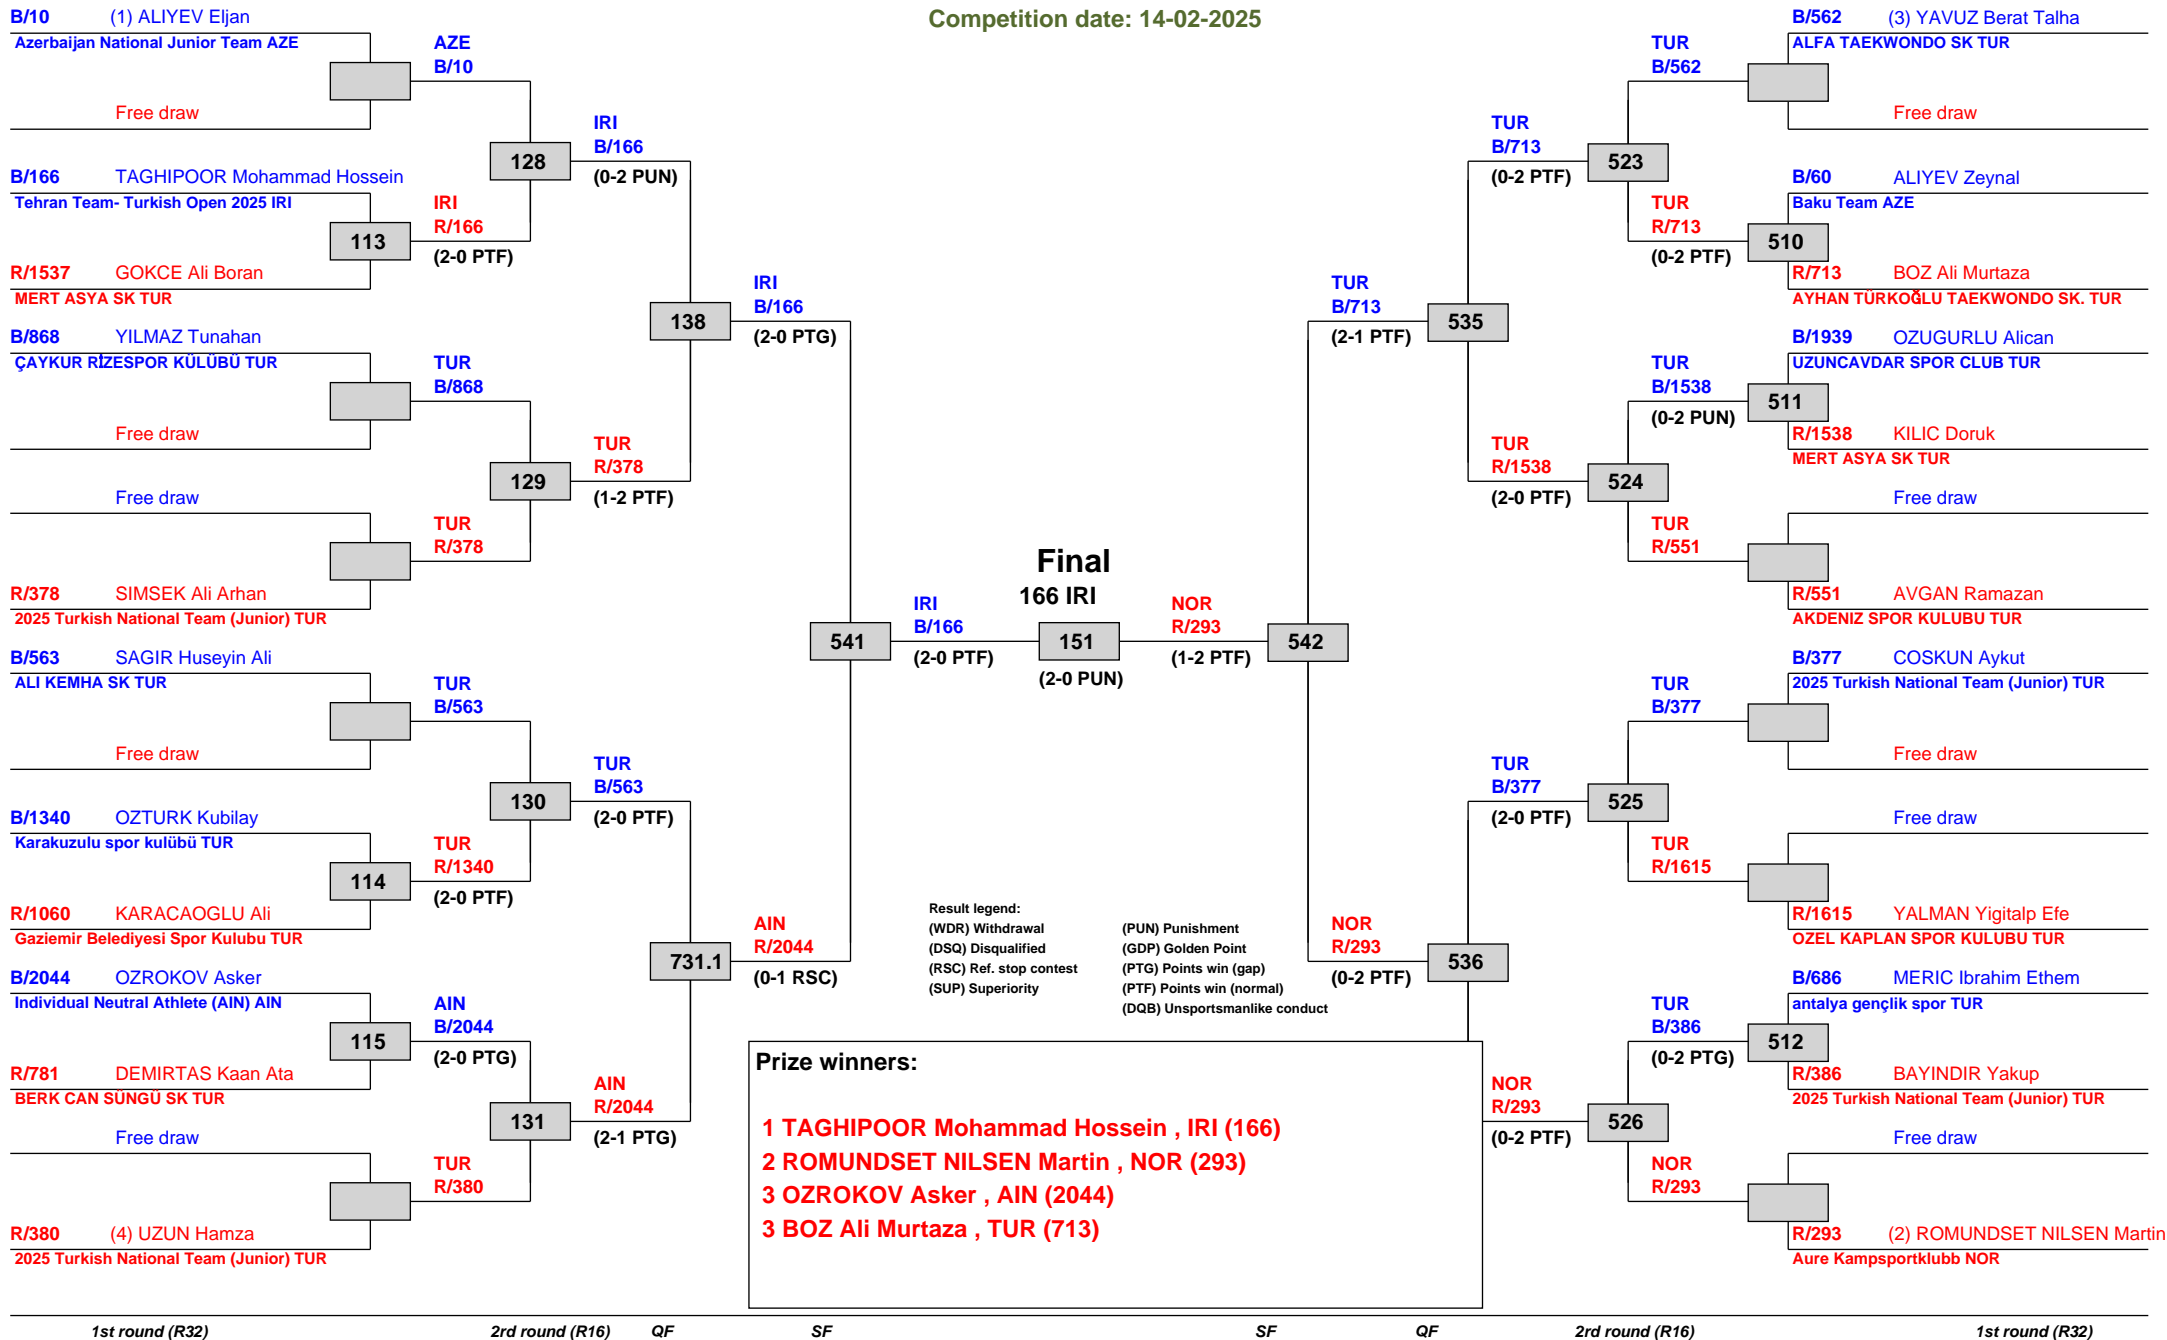 Competition date: 14-02-2025
B/10 (1) ALIYEV Eljan
Azerbaijan National Junior Team AZE
AZE
B/10
Free draw
IRI
B/166
128
(0-2 PUN)
B/166 TAGHIPOOR Mohammad Hossein
Tehran Team- Turkish Open 2025 IRI
IRI
R/166
113
(2-0 PTF)
R/1537 GOKCE Ali Boran
MERT ASYA SK TUR
IRI
B/166
138
(2-0 PTG)
B/868 YILMAZ Tunahan
ÇAYKUR RİZESPOR KÜLÜBÜ TUR
TUR
B/868
Free draw
TUR
R/378
129
(1-2 PTF)
Free draw
TUR
R/378
R/378 SIMSEK Ali Arhan
2025 Turkish National Team (Junior) TUR
541
IRI
B/166
(2-0 PTF)
B/563 SAGIR Huseyin Ali
ALI KEMHA SK TUR
TUR
B/563
Free draw
TUR
B/563
130
(2-0 PTF)
B/1340 OZTURK Kubilay
Karakuzulu spor kulübü TUR
TUR
R/1340
114
(2-0 PTF)
R/1060 KARACAOGLU Ali
Gaziemir Belediyesi Spor Kulubu TUR
AIN
R/2044
731.1
(0-1 RSC)
B/2044 OZROKOV Asker
Individual Neutral Athlete (AIN) AIN
AIN
B/2044
115
(2-0 PTG)
R/781 DEMIRTAS Kaan Ata
BERK CAN SÜNGÜ SK TUR
AIN
R/2044
131
(2-1 PTG)
Free draw
TUR
R/380
R/380 (4) UZUN Hamza
2025 Turkish National Team (Junior) TUR
Final
166 IRI
151
(2-0 PUN)
NOR
R/293
542
(1-2 PTF)
B/562 (3) YAVUZ Berat Talha
ALFA TAEKWONDO SK TUR
TUR
B/562
Free draw
TUR
B/713
523
(0-2 PTF)
B/60 ALIYEV Zeynal
Baku Team AZE
TUR
R/713
510
(0-2 PTF)
R/713 BOZ Ali Murtaza
AYHAN TÜRKOĞLU TAEKWONDO SK. TUR
TUR
B/713
535
(2-1 PTF)
B/1939 OZUGURLU Alican
UZUNCAVDAR SPOR CLUB TUR
TUR
B/1538
511
(0-2 PUN)
R/1538 KILIC Doruk
MERT ASYA SK TUR
TUR
R/1538
524
(2-0 PTF)
Free draw
TUR
R/551
R/551 AVGAN Ramazan
AKDENIZ SPOR KULUBU TUR
B/377 COSKUN Aykut
2025 Turkish National Team (Junior) TUR
TUR
B/377
Free draw
TUR
B/377
525
(2-0 PTF)
Free draw
TUR
R/1615
R/1615 YALMAN Yigitalp Efe
OZEL KAPLAN SPOR KULUBU TUR
NOR
R/293
536
(0-2 PTF)
B/686 MERIC Ibrahim Ethem
antalya gençlik spor TUR
TUR
B/386
512
(0-2 PTG)
R/386 BAYINDIR Yakup
2025 Turkish National Team (Junior) TUR
NOR
R/293
526
(0-2 PTF)
Free draw
NOR
R/293
R/293 (2) ROMUNDSET NILSEN Martin
Aure Kampsportklubb NOR
Result legend:
(WDR) Withdrawal (PUN) Punishment
(DSQ) Disqualified (GDP) Golden Point
(RSC) Ref. stop contest (PTG) Points win (gap)
(SUP) Superiority (PTF) Points win (normal)
(DQB) Unsportsmanlike conduct
Prize winners:
1 TAGHIPOOR Mohammad Hossein , IRI (166)
2 ROMUNDSET NILSEN Martin , NOR (293)
3 OZROKOV Asker , AIN (2044)
3 BOZ Ali Murtaza , TUR (713)
1st round (R32) 2rd round (R16) QF SF SF QF 2rd round (R16) 1st round (R32)